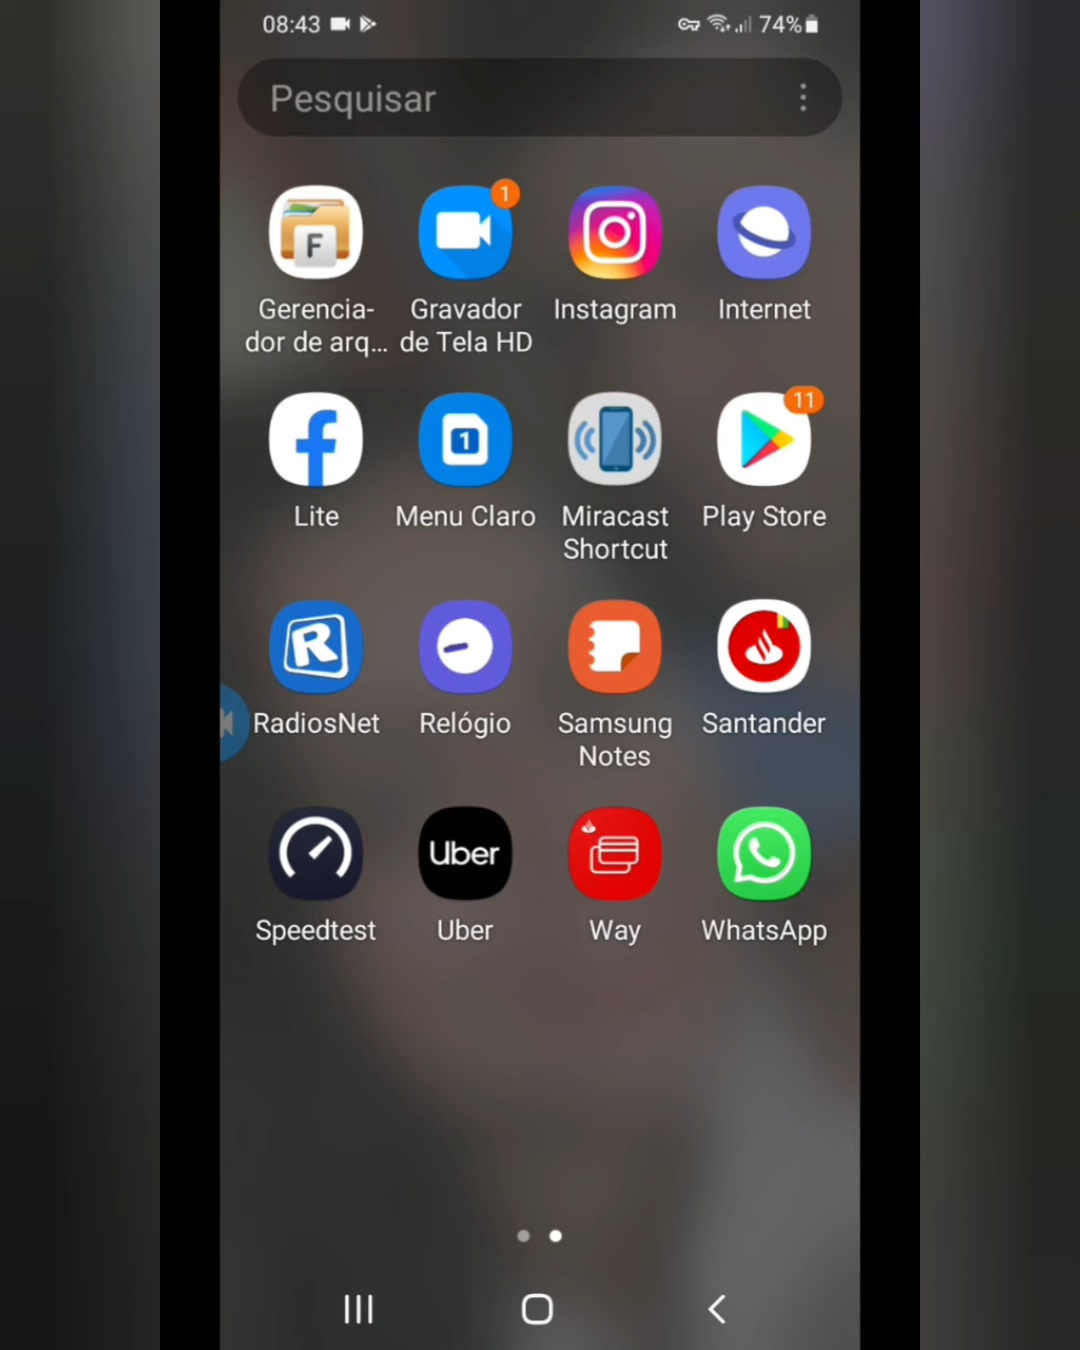 08:43
74%
Pesquisar
1
F
Gerencia-
dor de arq...
Gravador
de Tela HD
Instagram
Internet
11
1
Lite
Menu Claro
Miracast
Shortcut
Play Store
R
RadiosNet
Relógio
Samsung
Notes
Santander
Uber
Speedtest
Uber
Way
WhatsApp